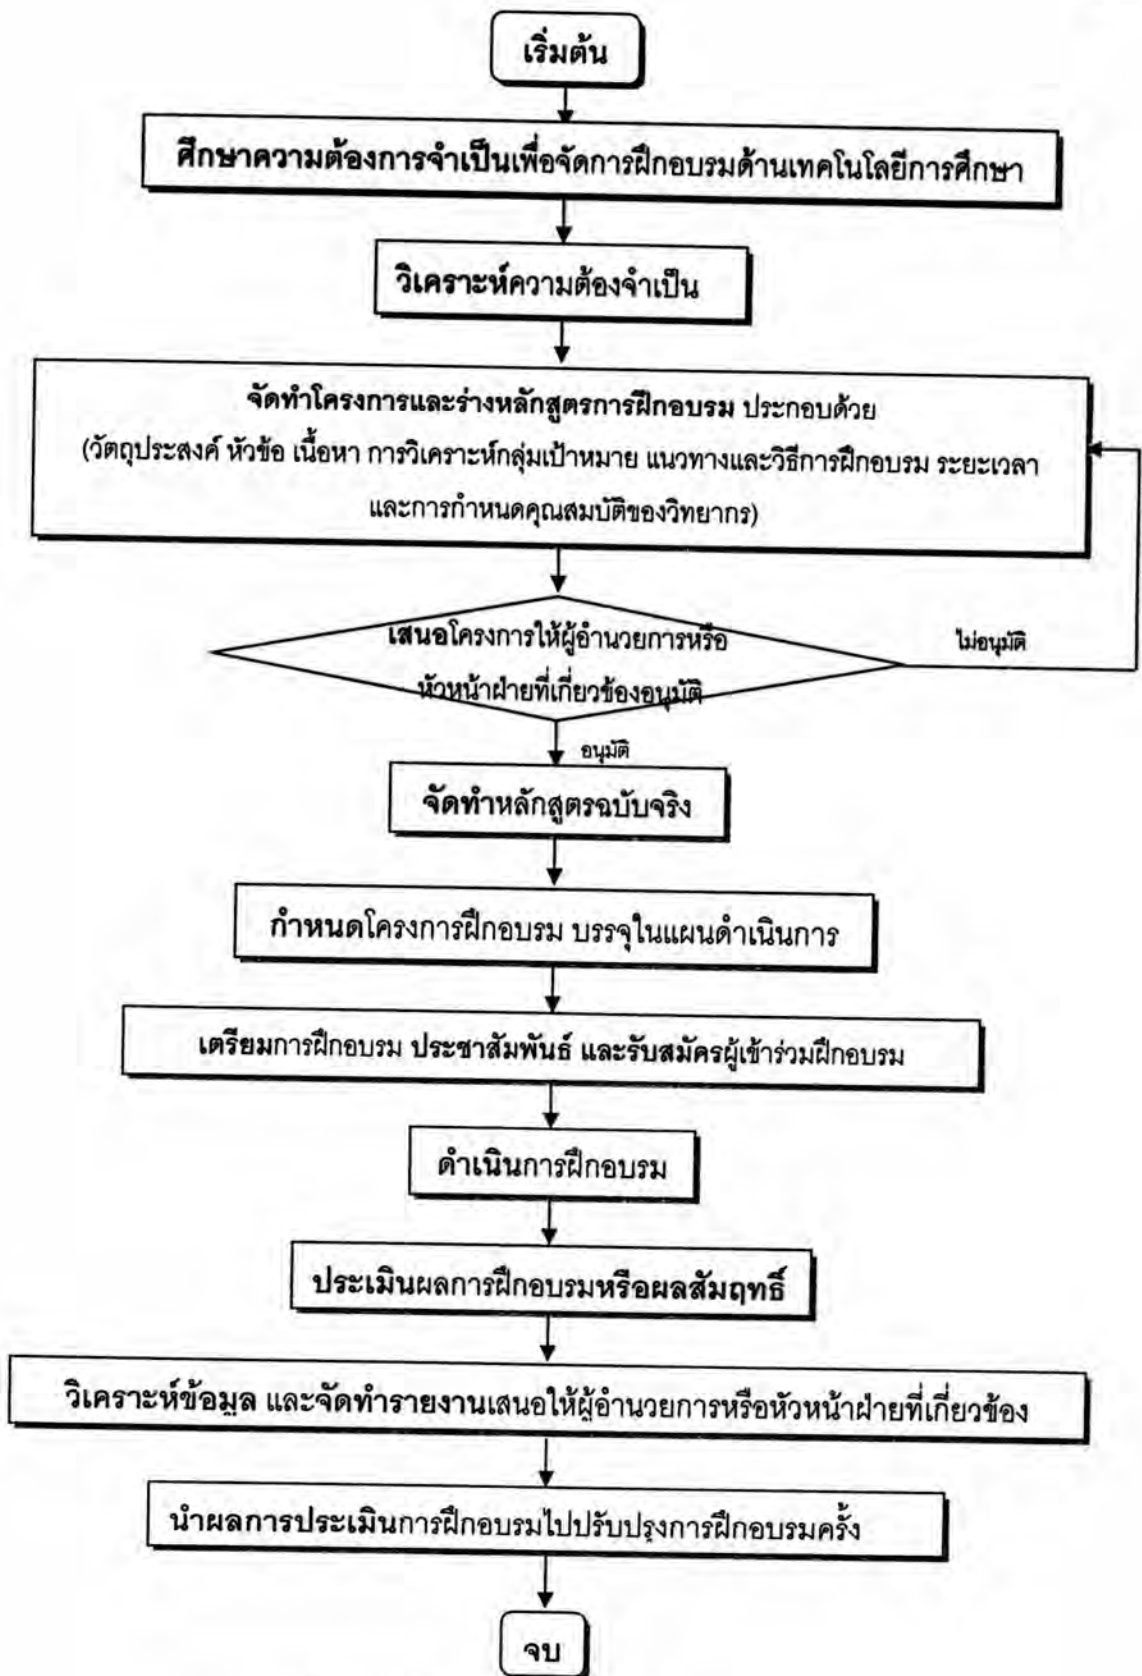 เริ่มต้น
ศึกษาความต้องการจำเป็นเพื่อจัดการฝึกอบรมด้านเทคโนโลยีการศึกษา
วิเคราะห์ความต้องจำเป็น
จัดทำโครงการและร่างหลักสูตรการฝึกอบรม ประกอบด้วย
(วัตถุประสงค์ หัวข้อ เนื้อหา การวิเคราะห์กลุ่มเป้าหมาย แนวทางและวิธีการฝึกอบรม ระยะเวลา
และการกำหนดคุณสมบัติของวิทยากร)
เสนอโครงการให้ผู้อำนวยการหรือ
หัวหน้าฝ่ายที่เกี่ยวข้องอนุมัติ
ไม่อนุมัติ
อนุมัติ
จัดทำหลักสูตรฉบับจริง
กำหนดโครงการฝึกอบรม บรรจุในแผนดำเนินการ
เตรียมการฝึกอบรม ประชาสัมพันธ์ และรับสมัครผู้เข้าร่วมฝึกอบรม
ดำเนินการฝึกอบรม
ประเมินผลการฝึกอบรมหรือผลสัมฤทธิ์
วิเคราะห์ข้อมูล และจัดทำรายงานเสนอให้ผู้อำนวยการหรือหัวหน้าฝ่ายที่เกี่ยวข้อง
นำผลการประเมินการฝึกอบรมไปปรับปรุงการฝึกอบรมครั้ง
จบ